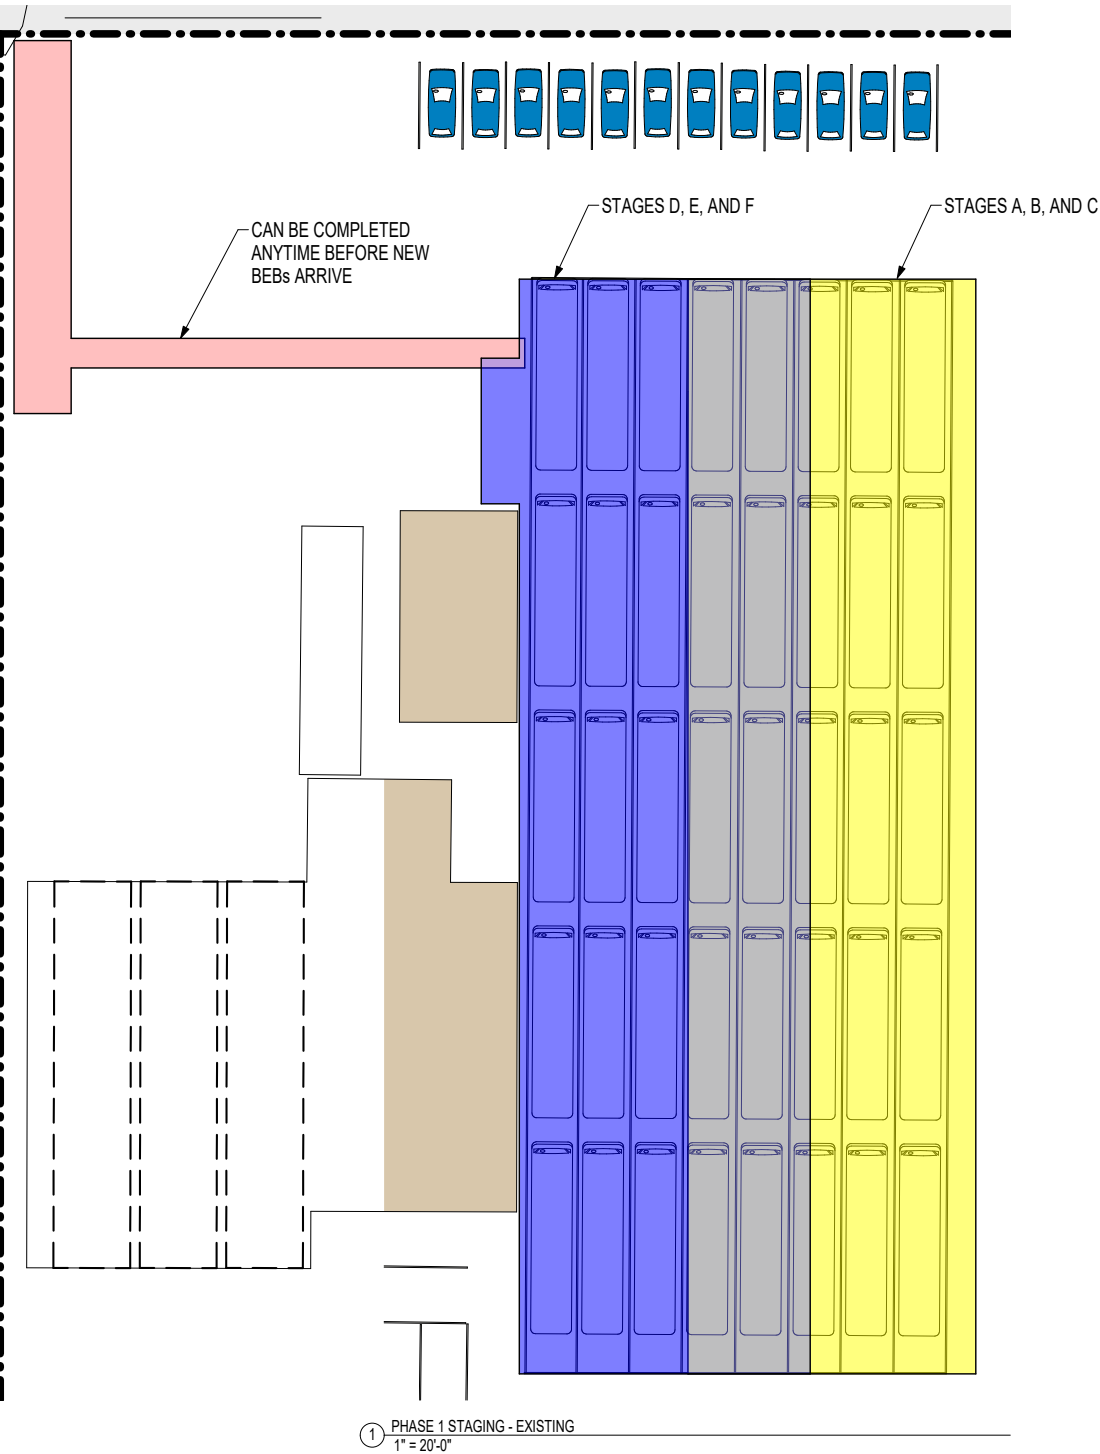 STAGES D, E, AND F
STAGES A, B, AND C
CAN BE COMPLETED
ANYTIME BEFORE NEW
BEBs ARRIVE
1
PHASE 1 STAGING - EXISTING
1" = 20'-0"